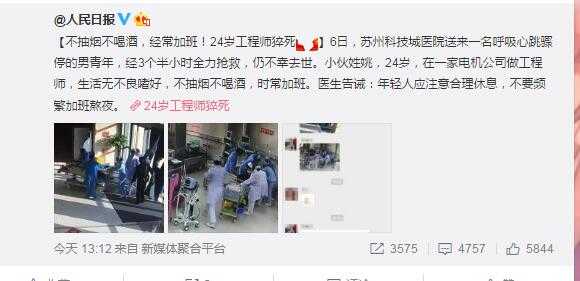 @人民日报
【不抽烟不喝酒,经常加班!24岁工程师猝死】6日,苏州科技城医院送来一名呼吸心跳骤
停的男青年,经3个半小时全力抢救,仍不幸去世。小伙姓姚,24岁,在一家电机公司做工程
师,生活无不良嗜好,不抽烟不喝酒,时常加班。医生告诫:年轻人应注意合理休息,不要频
繁加班熬夜。 24岁工程师猝死
今天 13:12 来自 新媒体聚合平台 3575 4757 5844